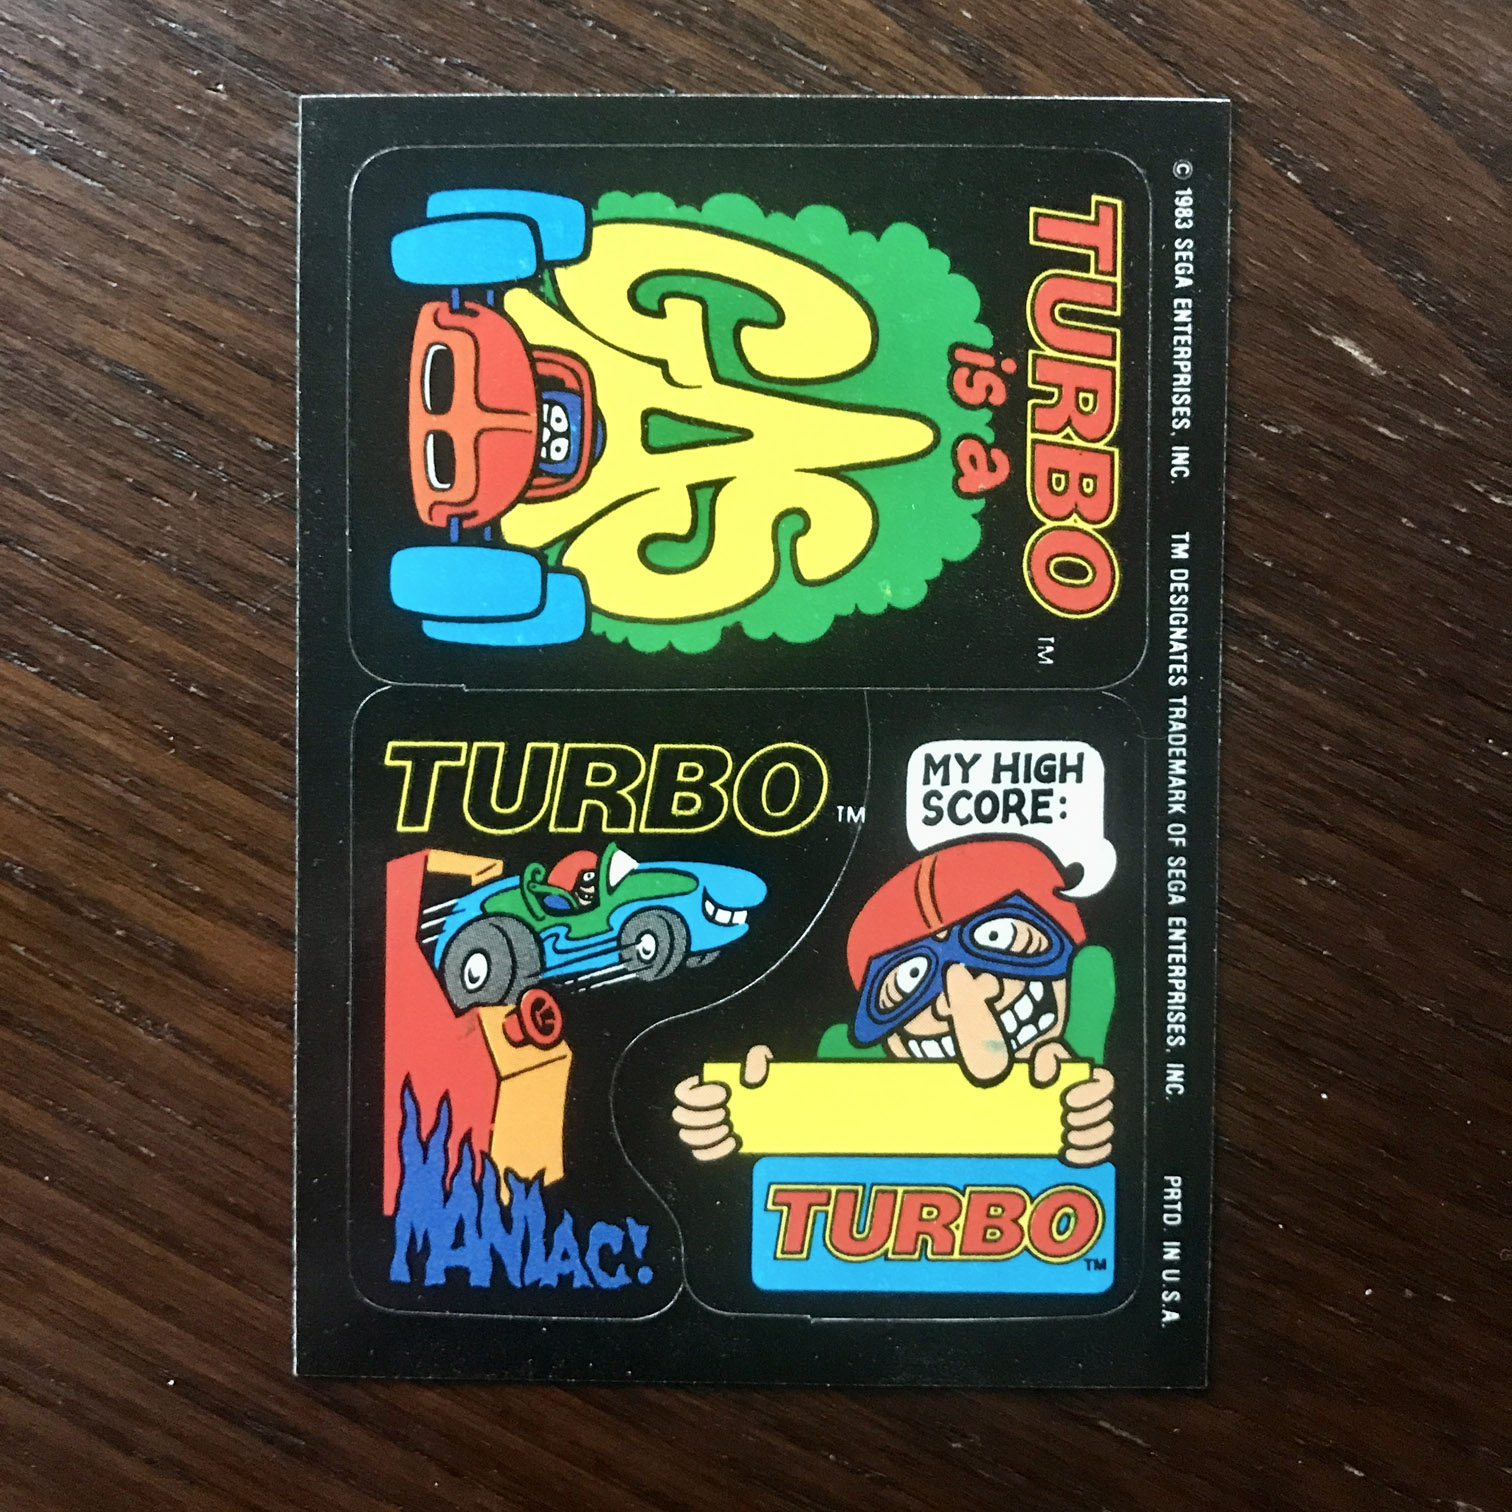 TURBO
is a
GAS
TM
TURBO TM
MANIAC!
MY HIGH
SCORE:
TURBO
TM
© 1983 SEGA ENTERPRISES, INC. TM DESIGNATES TRADEMARK OF SEGA ENTERPRISES, INC. PRTD. IN U.S.A.